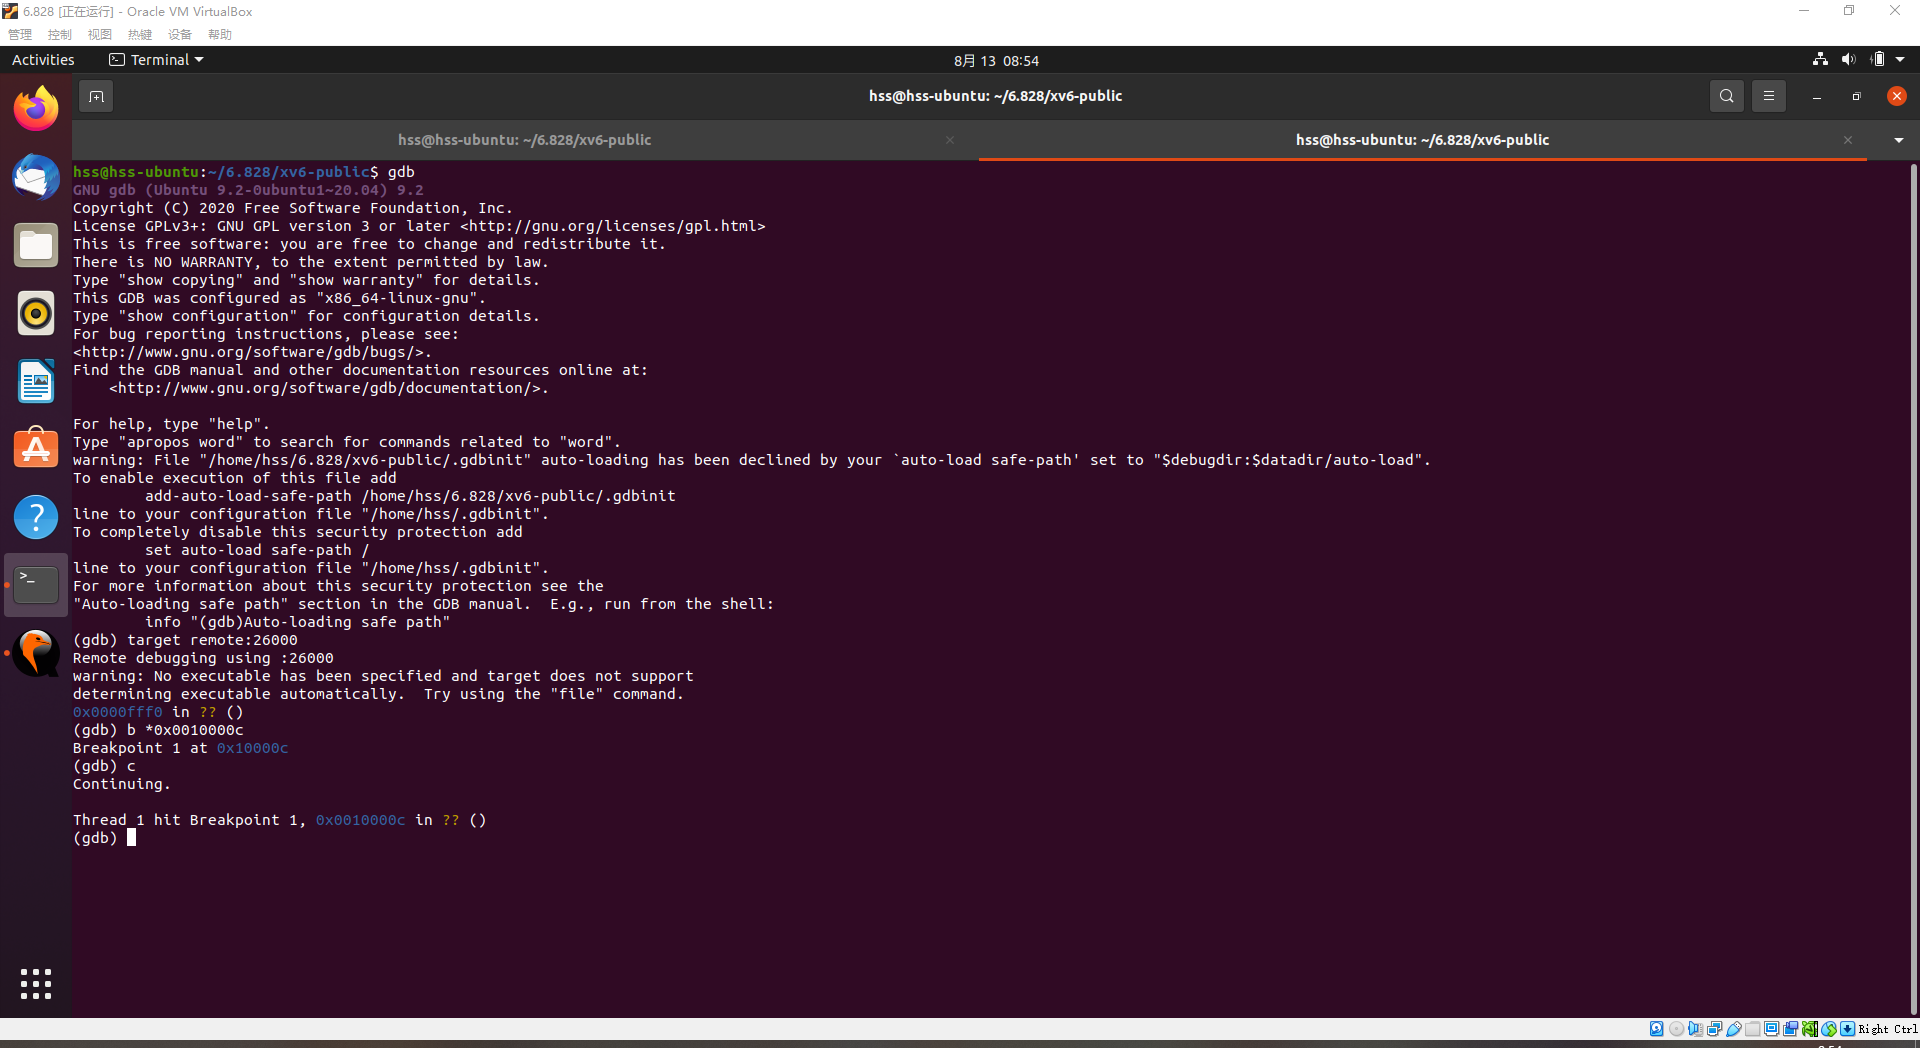 6.828 [正在运行] - Oracle VM VirtualBox
管理 控制 视图 热键 设备 帮助
Activities Terminal 8月 13 08:54
hss@hss-ubuntu: ~/6.828/xv6-public
hss@hss-ubuntu: ~/6.828/xv6-public hss@hss-ubuntu: ~/6.828/xv6-public
hss@hss-ubuntu:~/6.828/xv6-public$ gdb
GNU gdb (Ubuntu 9.2-0ubuntu1~20.04) 9.2
Copyright (C) 2020 Free Software Foundation, Inc.
License GPLv3+: GNU GPL version 3 or later <http://gnu.org/licenses/gpl.html>
This is free software: you are free to change and redistribute it.
There is NO WARRANTY, to the extent permitted by law.
Type "show copying" and "show warranty" for details.
This GDB was configured as "x86_64-linux-gnu".
Type "show configuration" for configuration details.
For bug reporting instructions, please see:
<http://www.gnu.org/software/gdb/bugs/>.
Find the GDB manual and other documentation resources online at:
    <http://www.gnu.org/software/gdb/documentation/>.
For help, type "help".
Type "apropos word" to search for commands related to "word".
warning: File "/home/hss/6.828/xv6-public/.gdbinit" auto-loading has been declined by your `auto-load safe-path' set to "$debugdir:$datadir/auto-load".
To enable execution of this file add
        add-auto-load-safe-path /home/hss/6.828/xv6-public/.gdbinit
line to your configuration file "/home/hss/.gdbinit".
To completely disable this security protection add
        set auto-load safe-path /
line to your configuration file "/home/hss/.gdbinit".
For more information about this security protection see the
"Auto-loading safe path" section in the GDB manual.  E.g., run from the shell:
        info "(gdb)Auto-loading safe path"
(gdb) target remote:26000
Remote debugging using :26000
warning: No executable has been specified and target does not support
determining executable automatically.  Try using the "file" command.
0x0000fff0 in ?? ()
(gdb) b *0x0010000c
Breakpoint 1 at 0x10000c
(gdb) c
Continuing.
Thread 1 hit Breakpoint 1, 0x0010000c in ?? ()
(gdb)
Right Ctrl